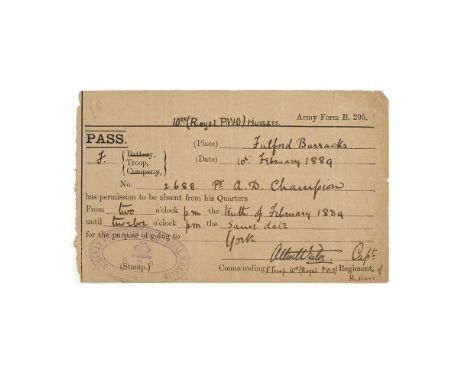 10th (Royal P.W.O.) Hussars.
Army Form B. 295.
PASS.
(Place) Fulford Barracks
F. Battery, Troop, Company.
(Date) 10th February 1889
No. 2688 Pt. A.D. Champion
has permission to be absent from his Quarters
From two o'clock p m the tenth of February 1889
until twelve o'clock p m the same date
for the purpose of going to York
Capt.
(Stamp.)
Commanding F Troop 10th (Royal P.W.O) Regiment, of
Hussars.